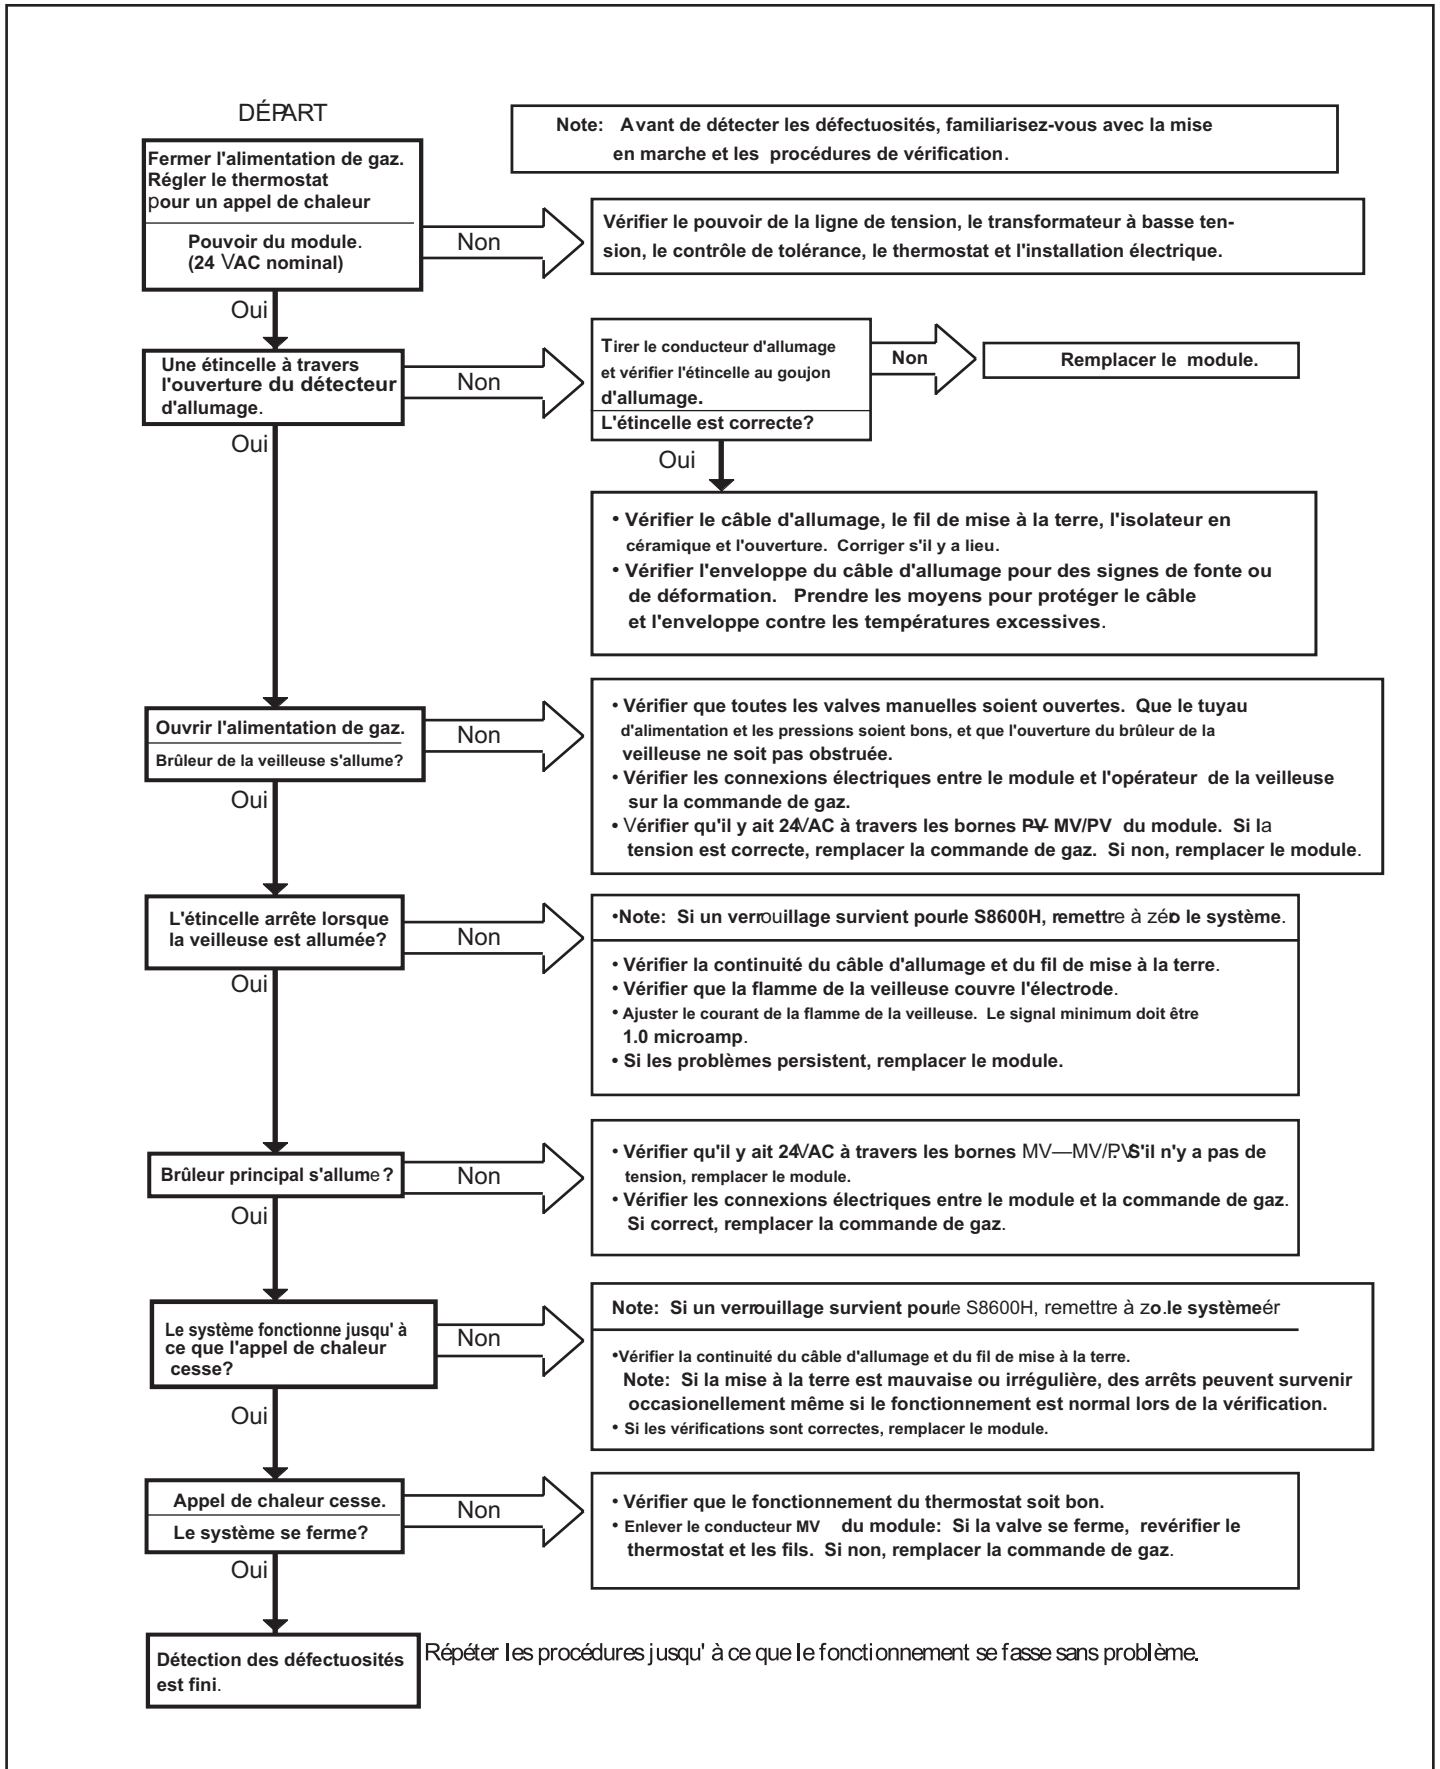 DÉPART
Note: Avant de détecter les défectuosités, familiarisez-vous avec la mise
en marche et les procédures de vérification.
Fermer l'alimentation de gaz.
Régler le thermostat
pour un appel de chaleur
Pouvoir du module.
(24 VAC nominal)
Non
Vérifier le pouvoir de la ligne de tension, le transformateur à basse ten-
sion, le contrôle de tolérance, le thermostat et l'installation électrique.
Oui
Une étincelle à travers
l'ouverture du détecteur
d'allumage.
Non
Tirer le conducteur d'allumage
et vérifier l'étincelle au goujon
d'allumage.
L'étincelle est correcte?
Non
Remplacer le module.
Oui
Oui
• Vérifier le câble d'allumage, le fil de mise à la terre, l'isolateur en
céramique et l'ouverture. Corriger s'il y a lieu.
• Vérifier l'enveloppe du câble d'allumage pour des signes de fonte ou
de déformation. Prendre les moyens pour protéger le câble
et l'enveloppe contre les températures excessives.
Ouvrir l'alimentation de gaz.
Brûleur de la veilleuse s'allume?
Non
• Vérifier que toutes les valves manuelles soient ouvertes. Que le tuyau
d'alimentation et les pressions soient bons, et que l'ouverture du brûleur de la
veilleuse ne soit pas obstruée.
• Vérifier les connexions électriques entre le module et l'opérateur de la veilleuse
sur la commande de gaz.
• Vérifier qu'il y ait 24VAC à travers les bornes PV- MV/PV du module. Si la
tension est correcte, remplacer la commande de gaz. Si non, remplacer le module.
Oui
L'étincelle arrête lorsque
la veilleuse est allumée?
Non
•Note: Si un verrouillage survient pour le S8600H, remettre à zéro le système.
• Vérifier la continuité du câble d'allumage et du fil de mise à la terre.
• Vérifier que la flamme de la veilleuse couvre l'électrode.
• Ajuster le courant de la flamme de la veilleuse. Le signal minimum doit être
1.0 microamp.
• Si les problèmes persistent, remplacer le module.
Oui
Brûleur principal s'allume?
Non
• Vérifier qu'il y ait 24VAC à travers les bornes MV—MV/PV. S'il n'y a pas de
tension, remplacer le module.
• Vérifier les connexions électriques entre le module et la commande de gaz.
Si correct, remplacer la commande de gaz.
Oui
Le système fonctionne jusqu' à
ce que l'appel de chaleur
cesse?
Non
Note: Si un verrouillage survient pour le S8600H, remettre à zo.le systèmeér
•Vérifier la continuité du câble d'allumage et du fil de mise à la terre.
Note: Si la mise à la terre est mauvaise ou irrégulière, des arrêts peuvent survenir
occasionellement même si le fonctionnement est normal lors de la vérification.
• Si les vérifications sont correctes, remplacer le module.
Oui
Appel de chaleur cesse.
Le système se ferme?
Non
• Vérifier que le fonctionnement du thermostat soit bon.
• Enlever le conducteur MV du module: Si la valve se ferme, revérifier le
thermostat et les fils. Si non, remplacer la commande de gaz.
Oui
Détection des défectuosités
est fini.
Répéter les procédures jusqu' à ce que le fonctionnement se fasse sans problème.